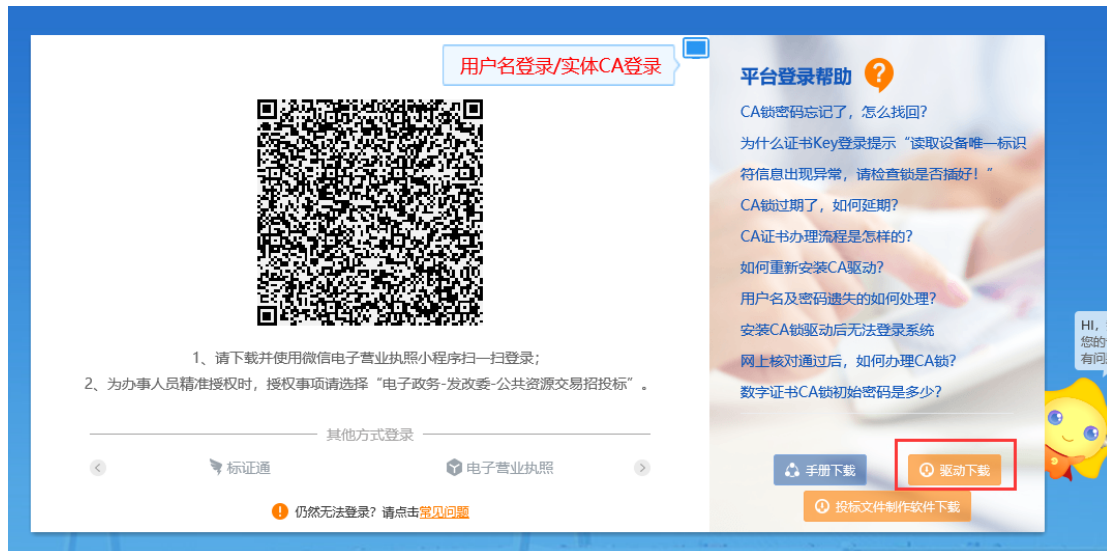 用户名登录/实体CA登录
1、请下载并使用微信电子营业执照小程序扫一扫登录；
2、为办事人员精准授权时，授权事项请选择“电子政务-发改委-公共资源交易招投标”。
其他方式登录
标证通
电子营业执照
仍然无法登录？请点击常见问题
平台登录帮助
CA锁密码忘记了，怎么找回？
为什么证书Key登录提示“读取设备唯一标识
符信息出现异常，请检查锁是否插好！”
CA锁过期了，如何延期？
CA证书办理流程是怎样的？
如何重新安装CA驱动？
用户名及密码遗失的如何处理？
安装CA锁驱动后无法登录系统
网上核对通过后，如何办理CA锁？
数字证书CA锁初始密码是多少？
手册下载
驱动下载
投标文件制作软件下载
HI,
您的
有问